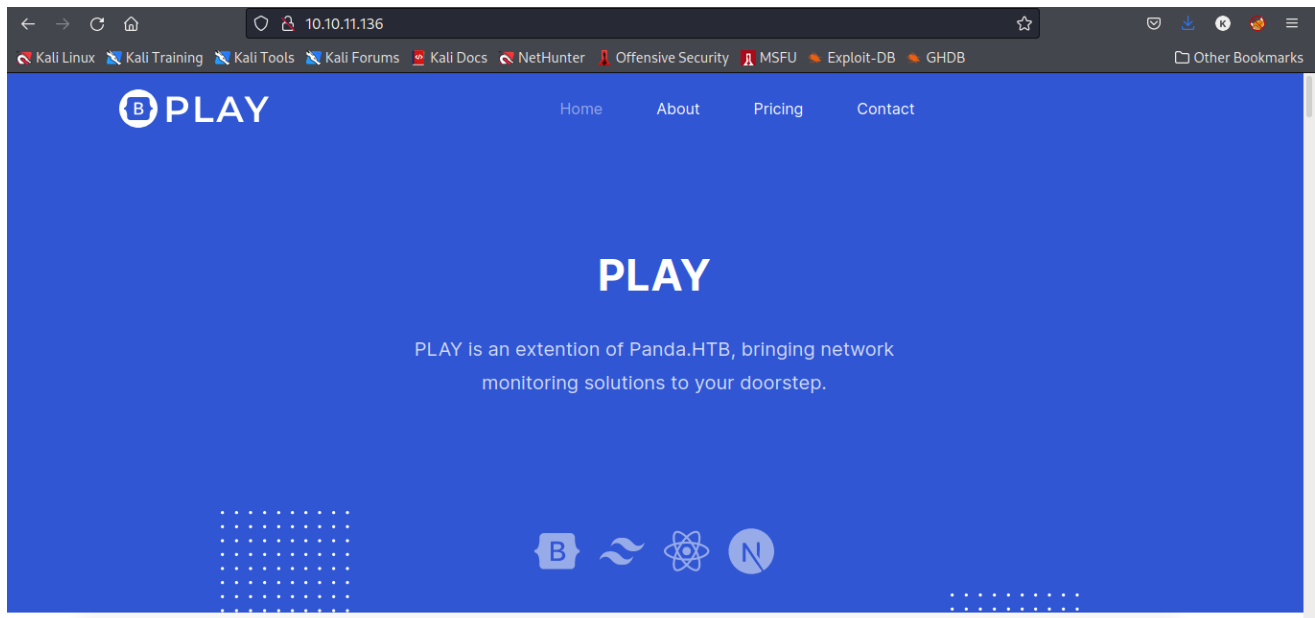 10.10.11.136
Kali Linux Kali Training Kali Tools Kali Forums Kali Docs NetHunter Offensive Security MSFU Exploit-DB GHDB Other Bookmarks
B PLAY Home About Pricing Contact
PLAY
PLAY is an extention of Panda.HTB, bringing network
monitoring solutions to your doorstep.
B N